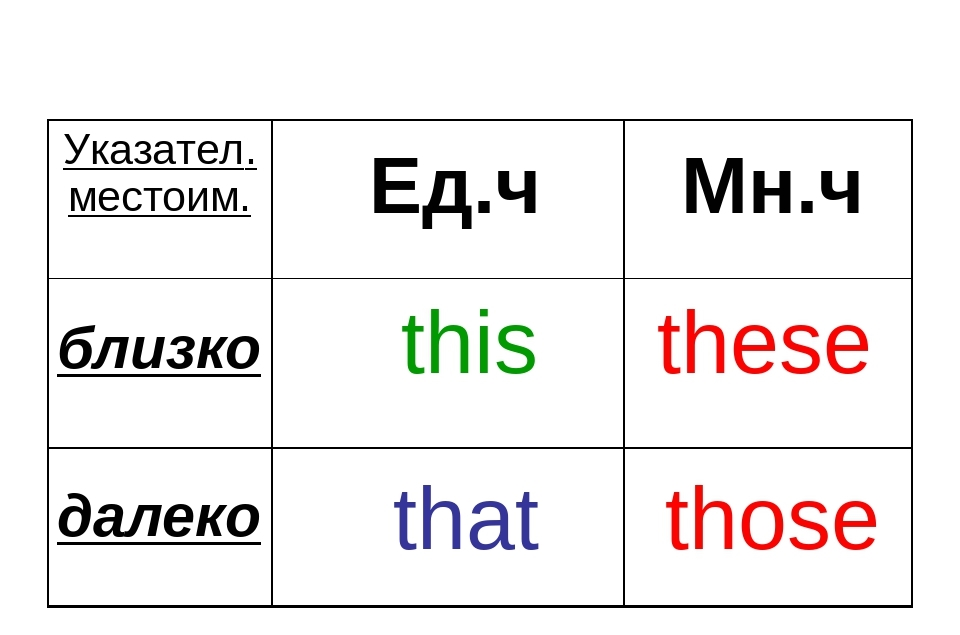 Указател.
местоим.
Ед.ч
Мн.ч
близко
this
these
далеко
that
those